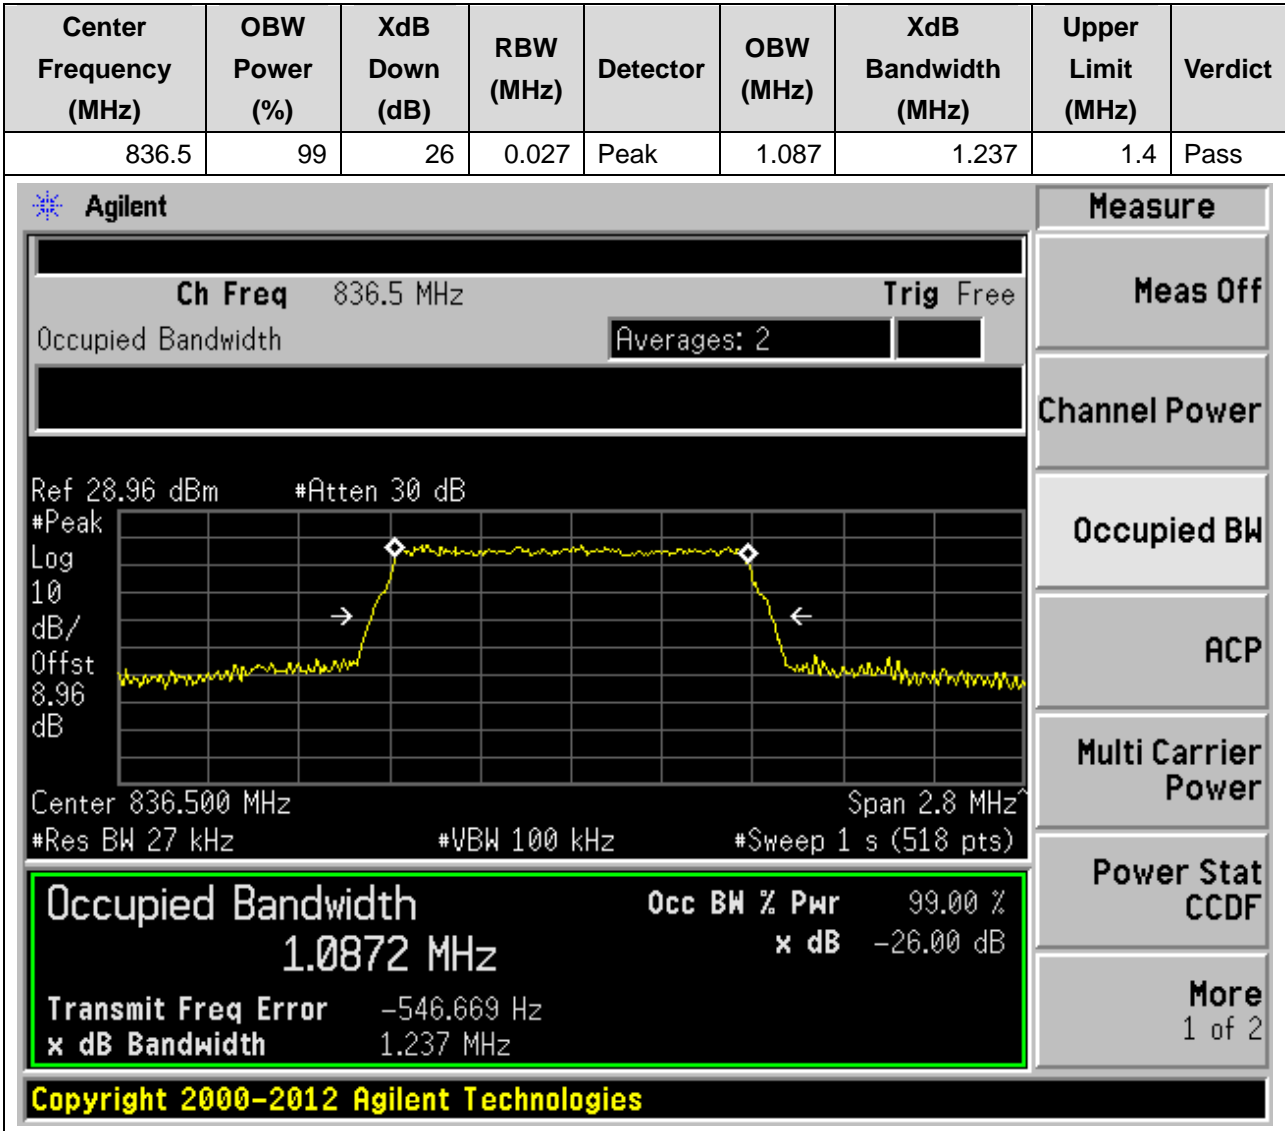 Center Frequency (MHz) OBW Power (%) XdB Down (dB) RBW (MHz) Detector OBW (MHz) XdB Bandwidth (MHz) Upper Limit (MHz) Verdict
836.5 99 26 0.027 Peak 1.087 1.237 1.4 Pass
Agilent
Measure
Ch Freq 836.5 MHz Trig Free
Occupied Bandwidth Averages: 2
Ref 28.96 dBm #Atten 30 dB
#Peak
Log
10
dB/
Offst
8.96
dB
Center 836.500 MHz Span 2.8 MHz^
#Res BW 27 kHz #VBW 100 kHz #Sweep 1 s (518 pts)
Occupied Bandwidth Occ BW % Pwr 99.00 %
1.0872 MHz x dB -26.00 dB
Transmit Freq Error -546.669 Hz
x dB Bandwidth 1.237 MHz
Meas Off
Channel Power
Occupied BW
ACP
Multi Carrier
Power
Power Stat
CCDF
More
1 of 2
Copyright 2000-2012 Agilent Technologies